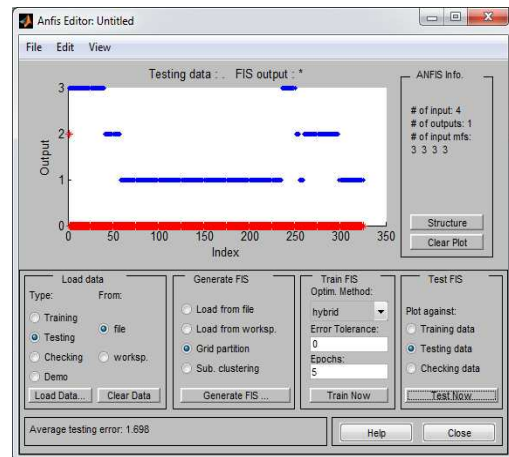 Anfis Editor: Untitled
File Edit View
Testing data : . FIS output : *
3
2
1
0
Output
0 50 100 150 200 250 300 350
Index
ANFIS Info.
# of input: 4
# of outputs: 1
# of input mfs:
3 3 3 3
Structure
Clear Plot
Load data
Type: From:
Training
Testing
Checking
Demo
file
worksp.
Load Data... Clear Data
Generate FIS
Load from file
Load from worksp.
Grid partition
Sub. clustering
Generate FIS ...
Train FIS
Optim. Method:
hybrid
Error Tolerance:
0
Epochs:
5
Train Now
Test FIS
Plot against:
Training data
Testing data
Checking data
Test Now
Average testing error: 1.698
Help Close